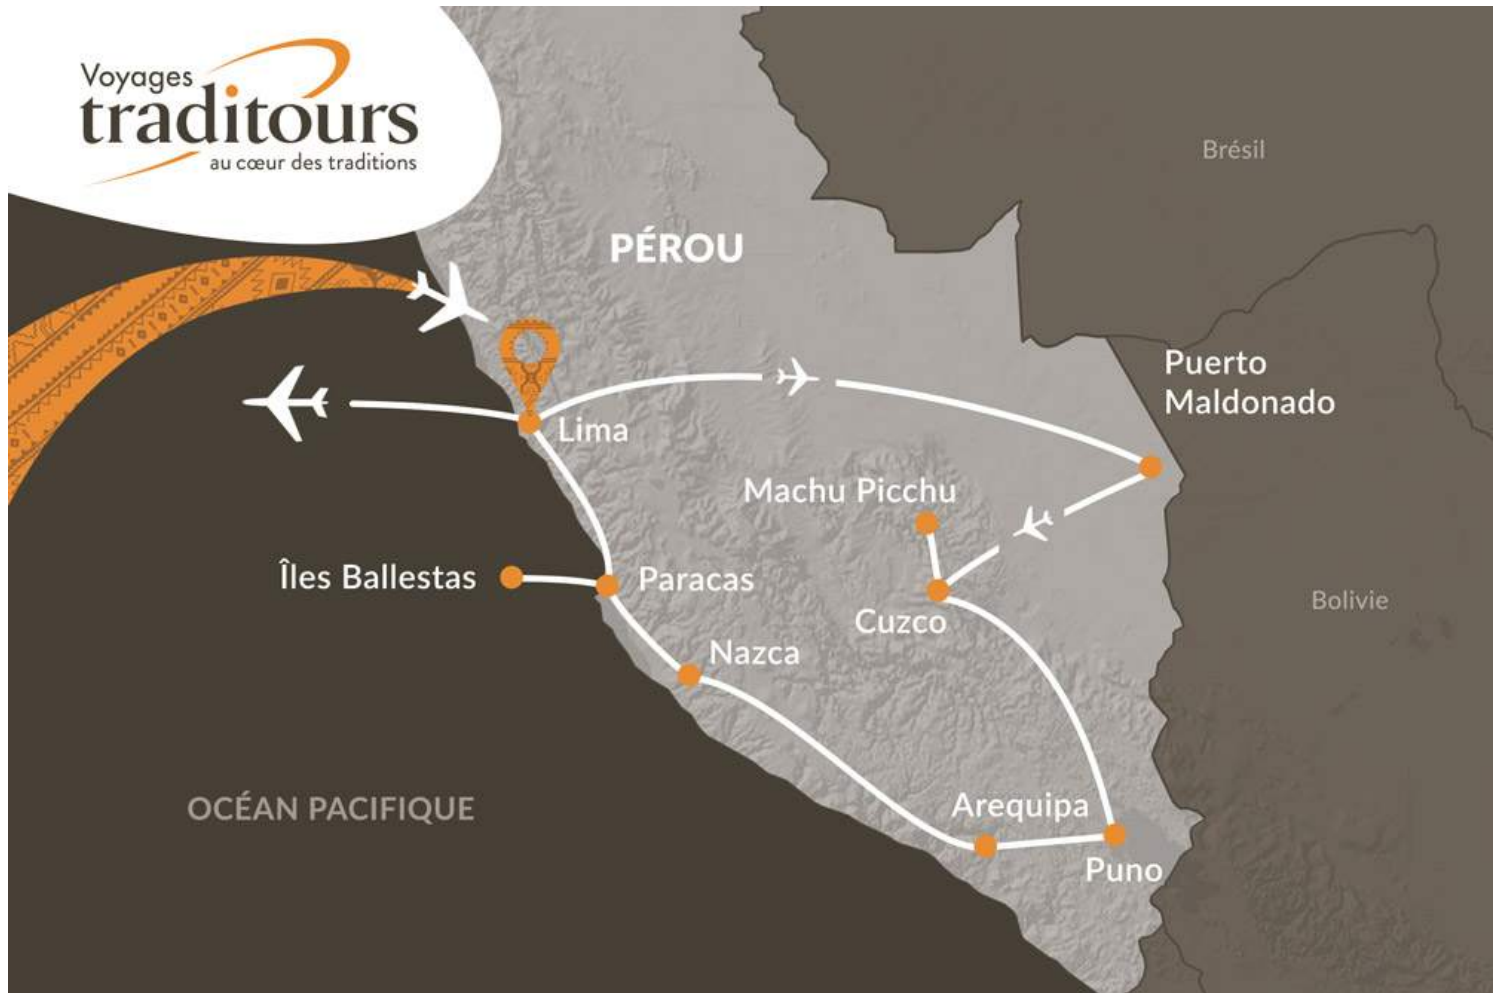 Voyages
traditours
au cœur des traditions
Brésil
PÉROU
Puerto
Maldonado
Lima
Machu Picchu
Îles Ballestas
Paracas
Cuzco
Bolivie
Nazca
OCÉAN PACIFIQUE
Arequipa
Puno